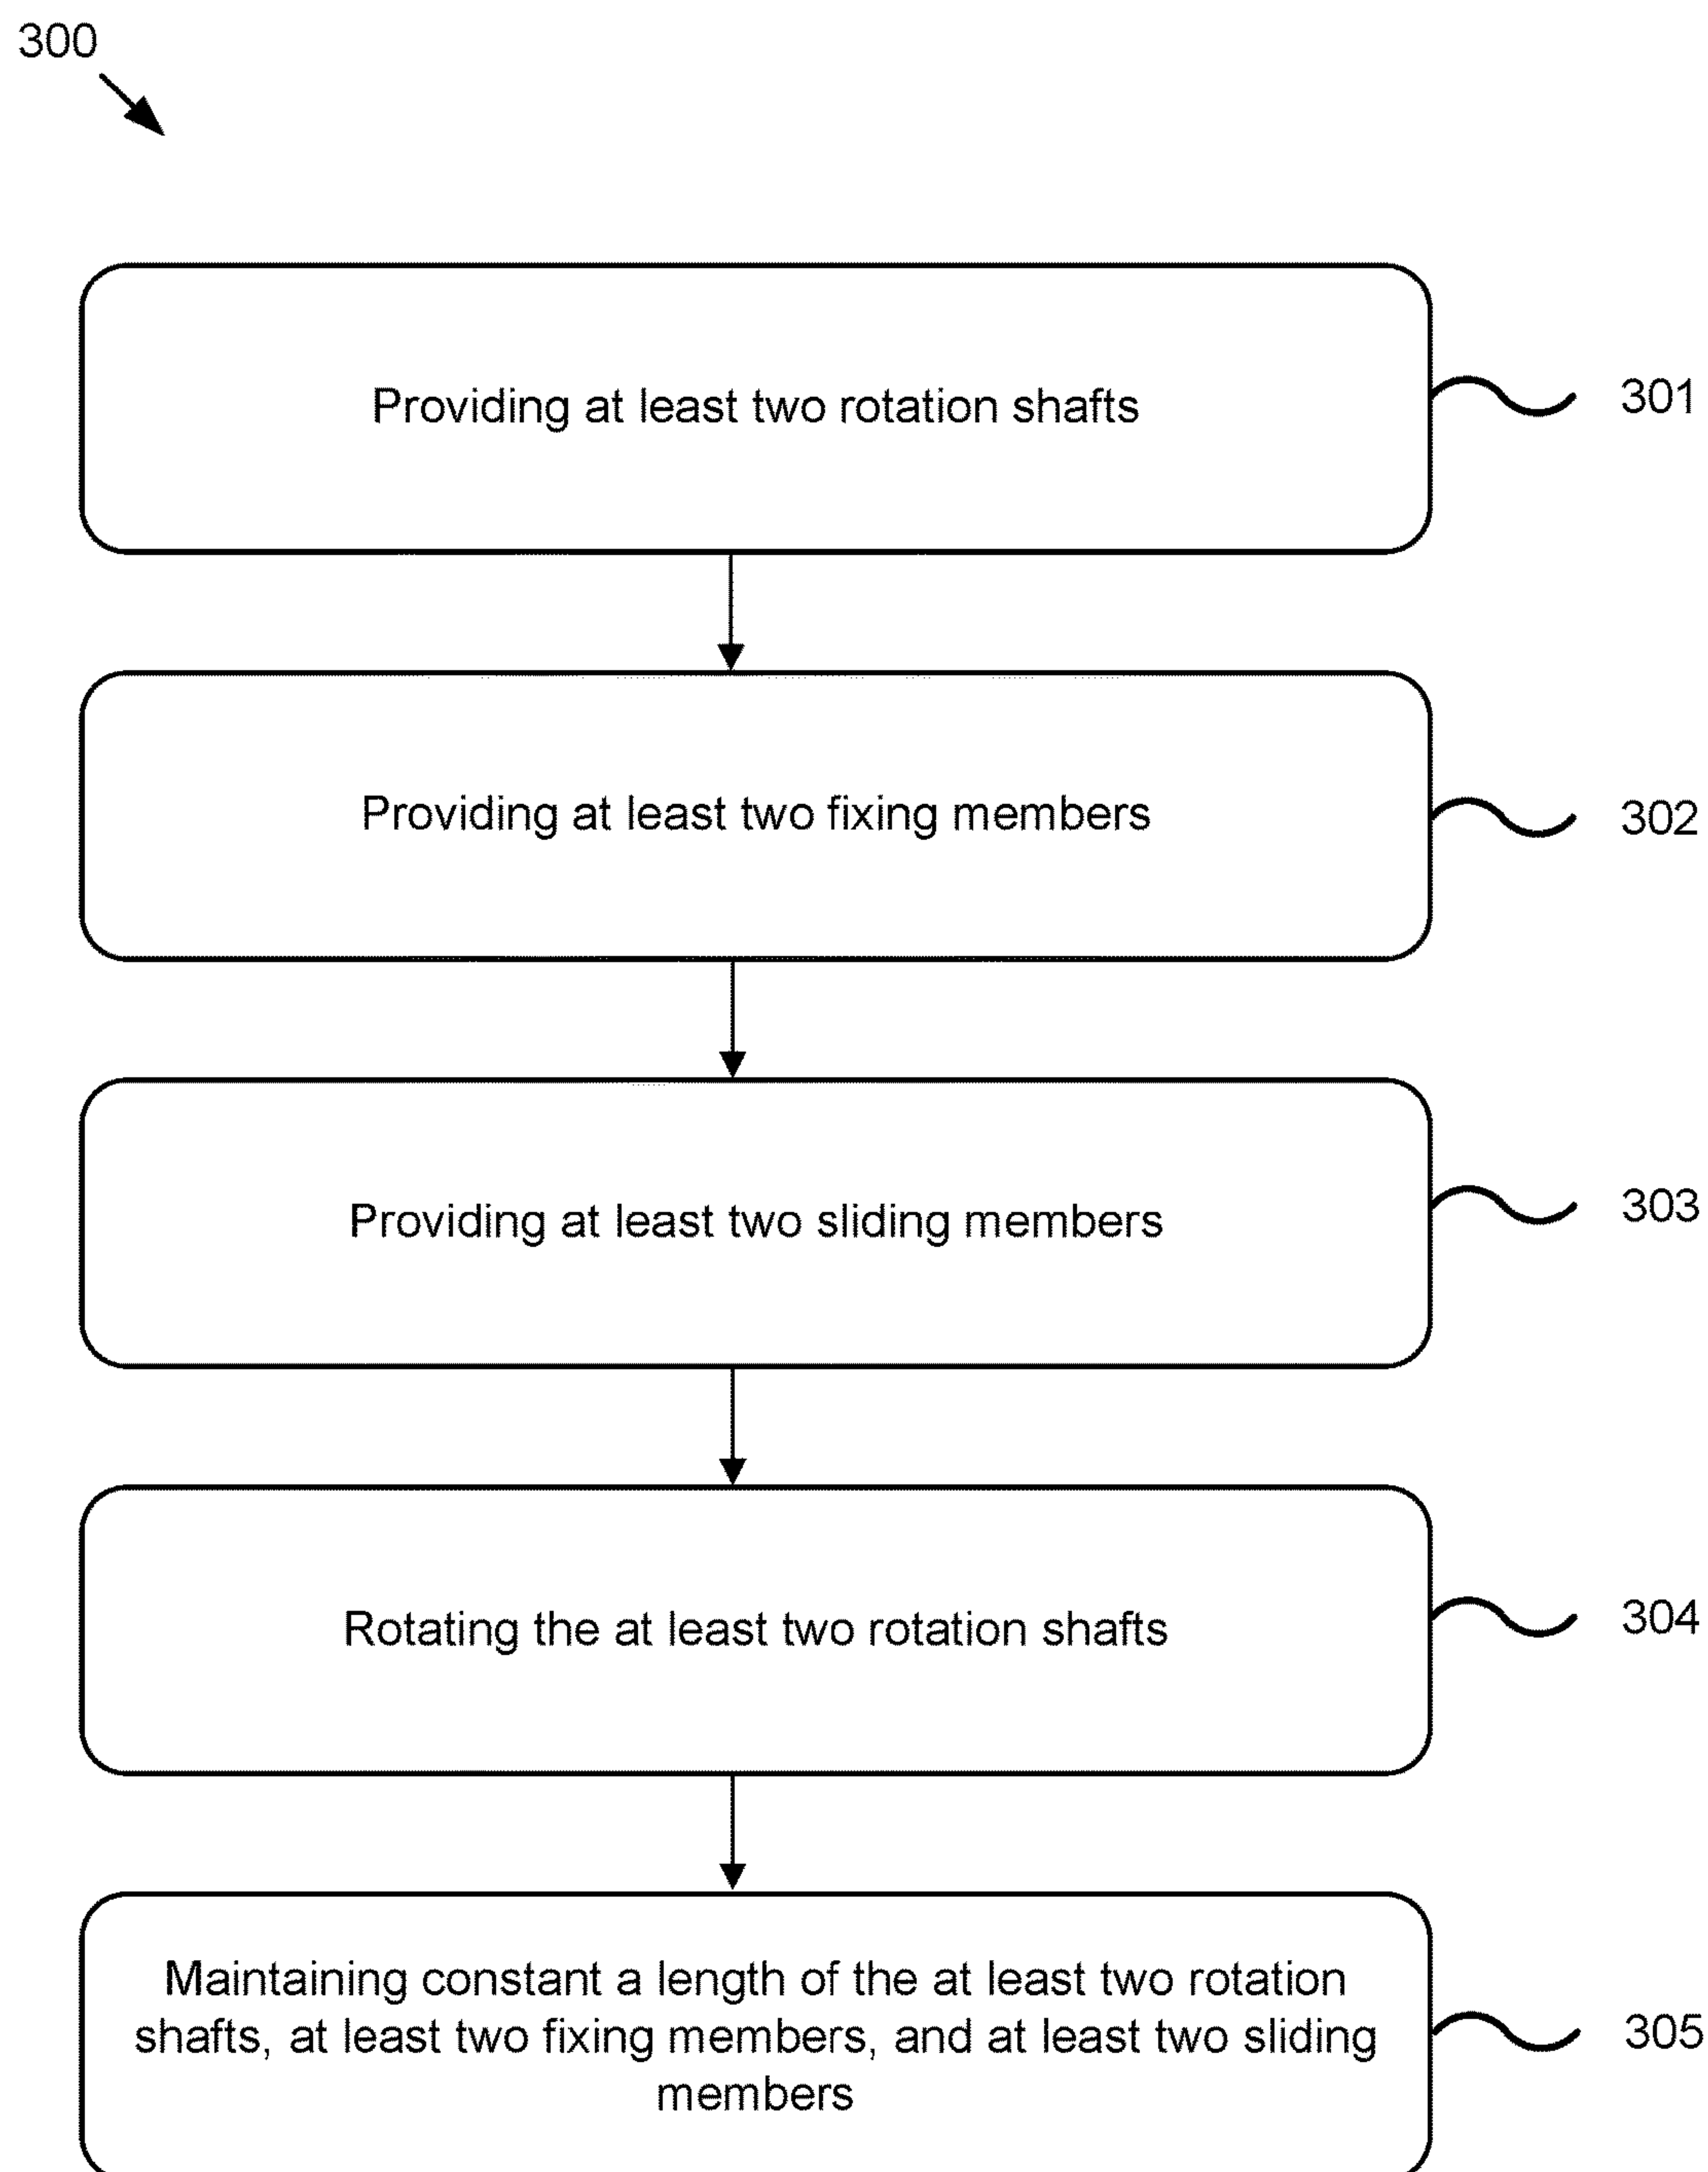 300
Providing at least two rotation shafts
301
Providing at least two fixing members
302
Providing at least two sliding members
303
Rotating the at least two rotation shafts
304
Maintaining constant a length of the at least two rotation
shafts, at least two fixing members, and at least two sliding
members
305